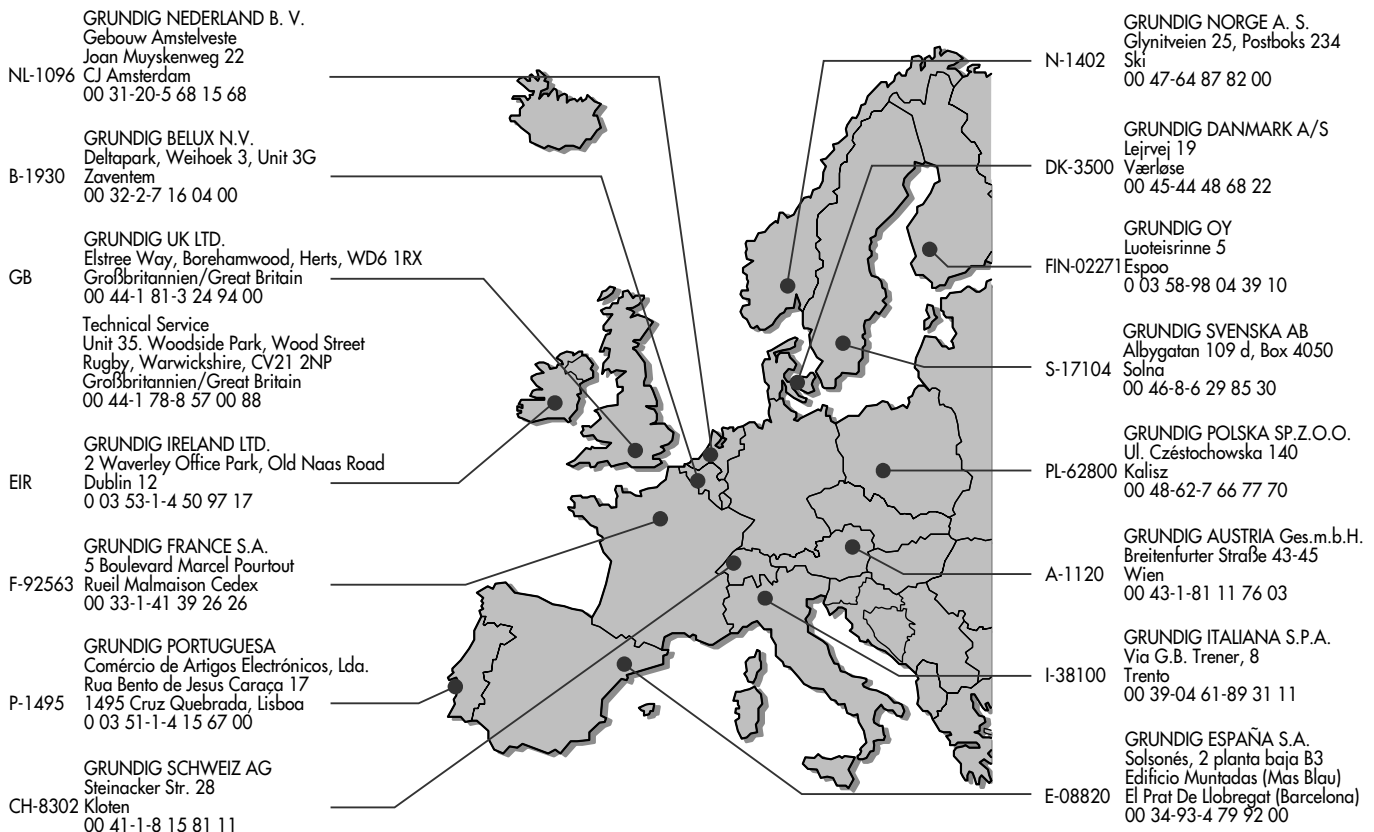 GRUNDIG NEDERLAND B. V.
Gebouw Amstelveste
Joan Muyskenweg 22
NL-1096 CJ Amsterdam
00 31-20-5 68 15 68
GRUNDIG BELUX N.V.
Deltapark, Weihoek 3, Unit 3G
B-1930 Zaventem
00 32-2-7 16 04 00
GRUNDIG UK LTD.
Elstree Way, Borehamwood, Herts, WD6 1RX
GB Großbritannien/Great Britain
00 44-1 81-3 24 94 00
Technical Service
Unit 35. Woodside Park, Wood Street
Rugby, Warwickshire, CV21 2NP
Großbritannien/Great Britain
00 44-1 78-8 57 00 88
GRUNDIG IRELAND LTD.
2 Waverley Office Park, Old Naas Road
EIR Dublin 12
0 03 53-1-4 50 97 17
GRUNDIG FRANCE S.A.
5 Boulevard Marcel Pourtout
F-92563 Rueil Malmaison Cedex
00 33-1-41 39 26 26
GRUNDIG PORTUGUESA
Comércio de Artigos Electrónicos, Lda.
Rua Bento de Jesus Caraça 17
P-1495 1495 Cruz Quebrada, Lisboa
0 03 51-1-4 15 67 00
GRUNDIG SCHWEIZ AG
Steinacker Str. 28
CH-8302 Kloten
00 41-1-8 15 81 11
GRUNDIG NORGE A. S.
Glynitveien 25, Postboks 234
N-1402 Ski
00 47-64 87 82 00
GRUNDIG DANMARK A/S
Lejrvej 19
DK-3500 Værløse
00 45-44 48 68 22
GRUNDIG OY
Luoteisrinne 5
FIN-02271 Espoo
0 03 58-98 04 39 10
GRUNDIG SVENSKA AB
Albygatan 109 d, Box 4050
S-17104 Solna
00 46-8-6 29 85 30
GRUNDIG POLSKA SP.Z.O.O.
Ul. Czéstochowska 140
PL-62800 Kalisz
00 48-62-7 66 77 70
GRUNDIG AUSTRIA Ges.m.b.H.
Breitenfurter Straße 43-45
A-1120 Wien
00 43-1-81 11 76 03
GRUNDIG ITALIANA S.P.A.
Via G.B. Trener, 8
I-38100 Trento
00 39-04 61-89 31 11
GRUNDIG ESPAÑA S.A.
Solsonés, 2 planta baja B3
Edificio Muntadas (Mas Blau)
E-08820 El Prat De Llobregat (Barcelona)
00 34-93-4 79 92 00